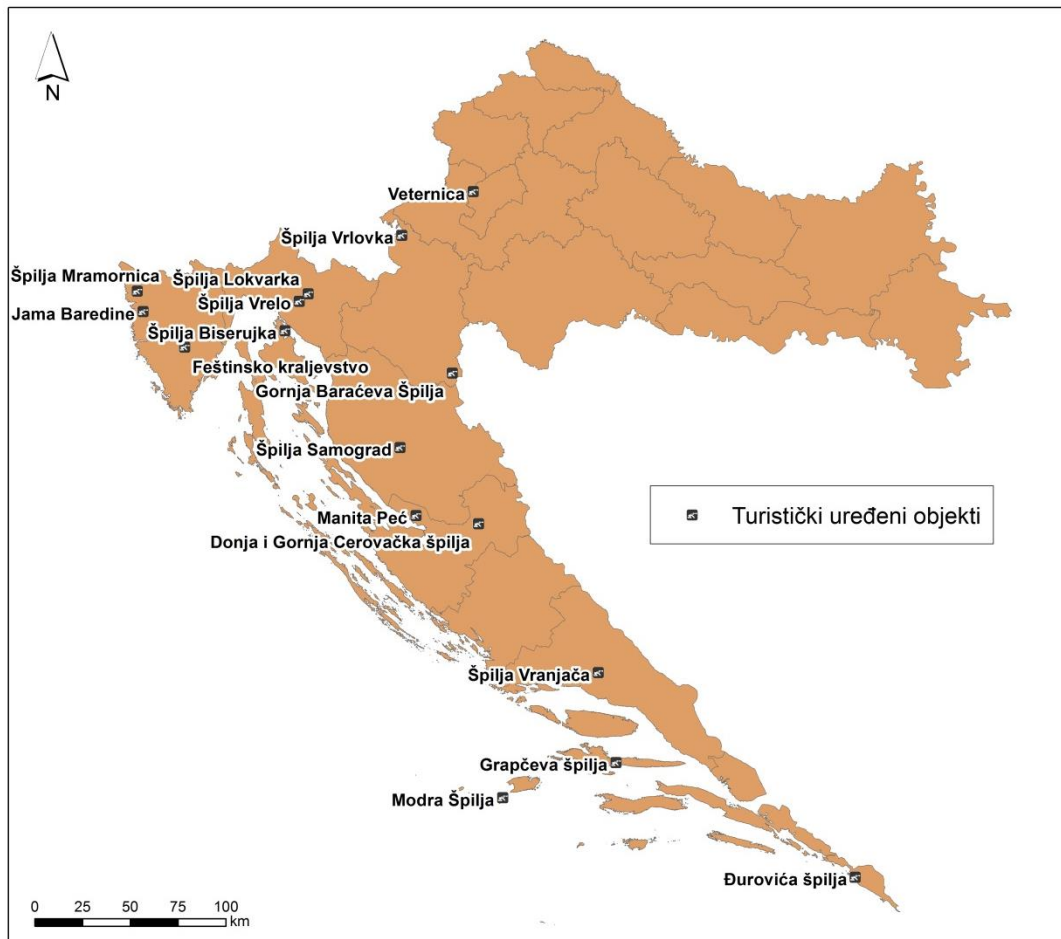 N
Veternica
Špilja Vrlovka
Špilja Mramornica
Špilja Lokvarka
Špilja Vrelo
Jama Baredine
Špilja Biserujka
Feštinsko kraljevstvo
Gornja Baraćeva Špilja
Špilja Samograd
Turistički uređeni objekti
Manita Peć
Donja i Gornja Cerovačka špilja
Špilja Vranjača
Grapčeva špilja
Modra Špilja
Đurovića špilja
0 25 50 75 100
km